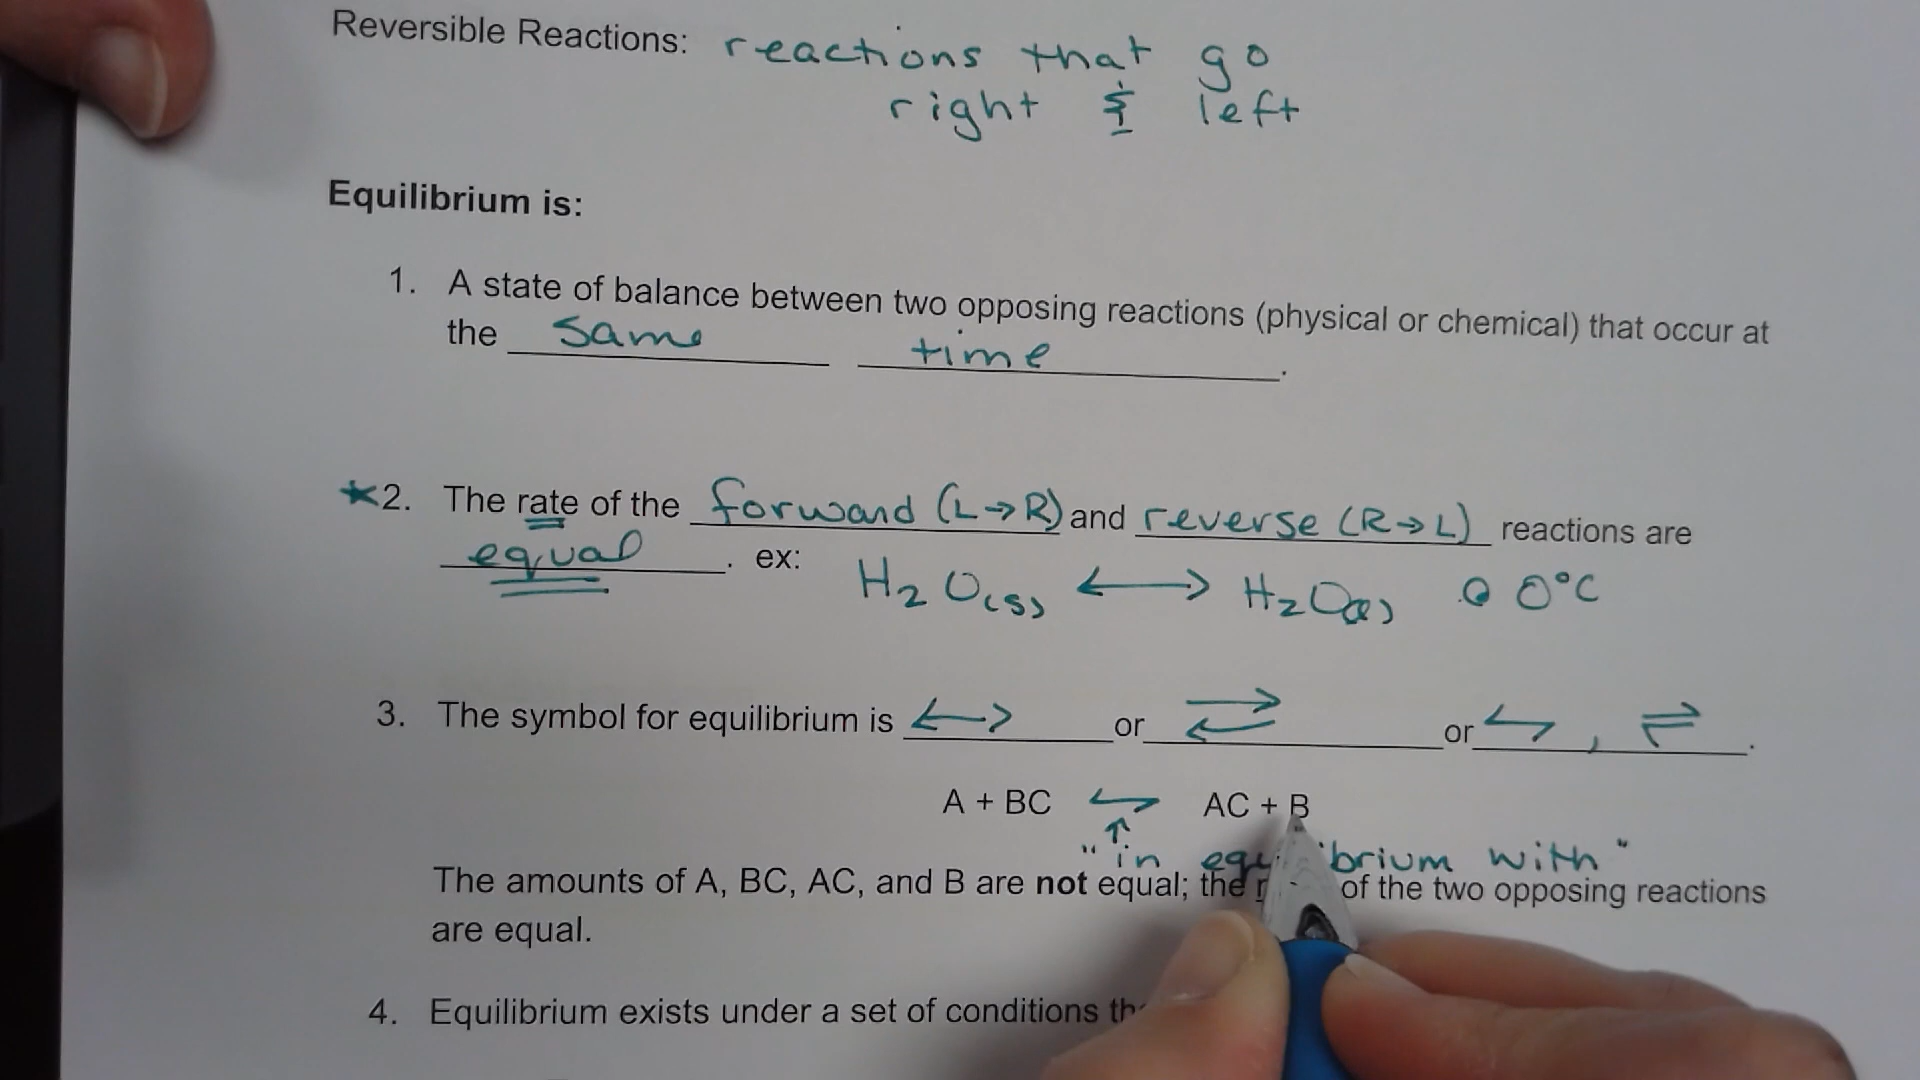 Reversible Reactions: reactions that go
right & left
Equilibrium is:
1. A state of balance between two opposing reactions (physical or chemical) that occur at
the same time.
*2. The rate of the forward (L→R) and reverse (R→L) reactions are
equal. ex: H₂O(s) ⟷ H₂O(l) @ 0°C
3. The symbol for equilibrium is ⟷ or ⇄ or ⇋, ⇌.
A + BC ⇋ AC + B
↑
"in brium with"
The amounts of A, BC, AC, and B are not equal; the of the two opposing reactions
are equal.
4. Equilibrium exists under a set of conditions